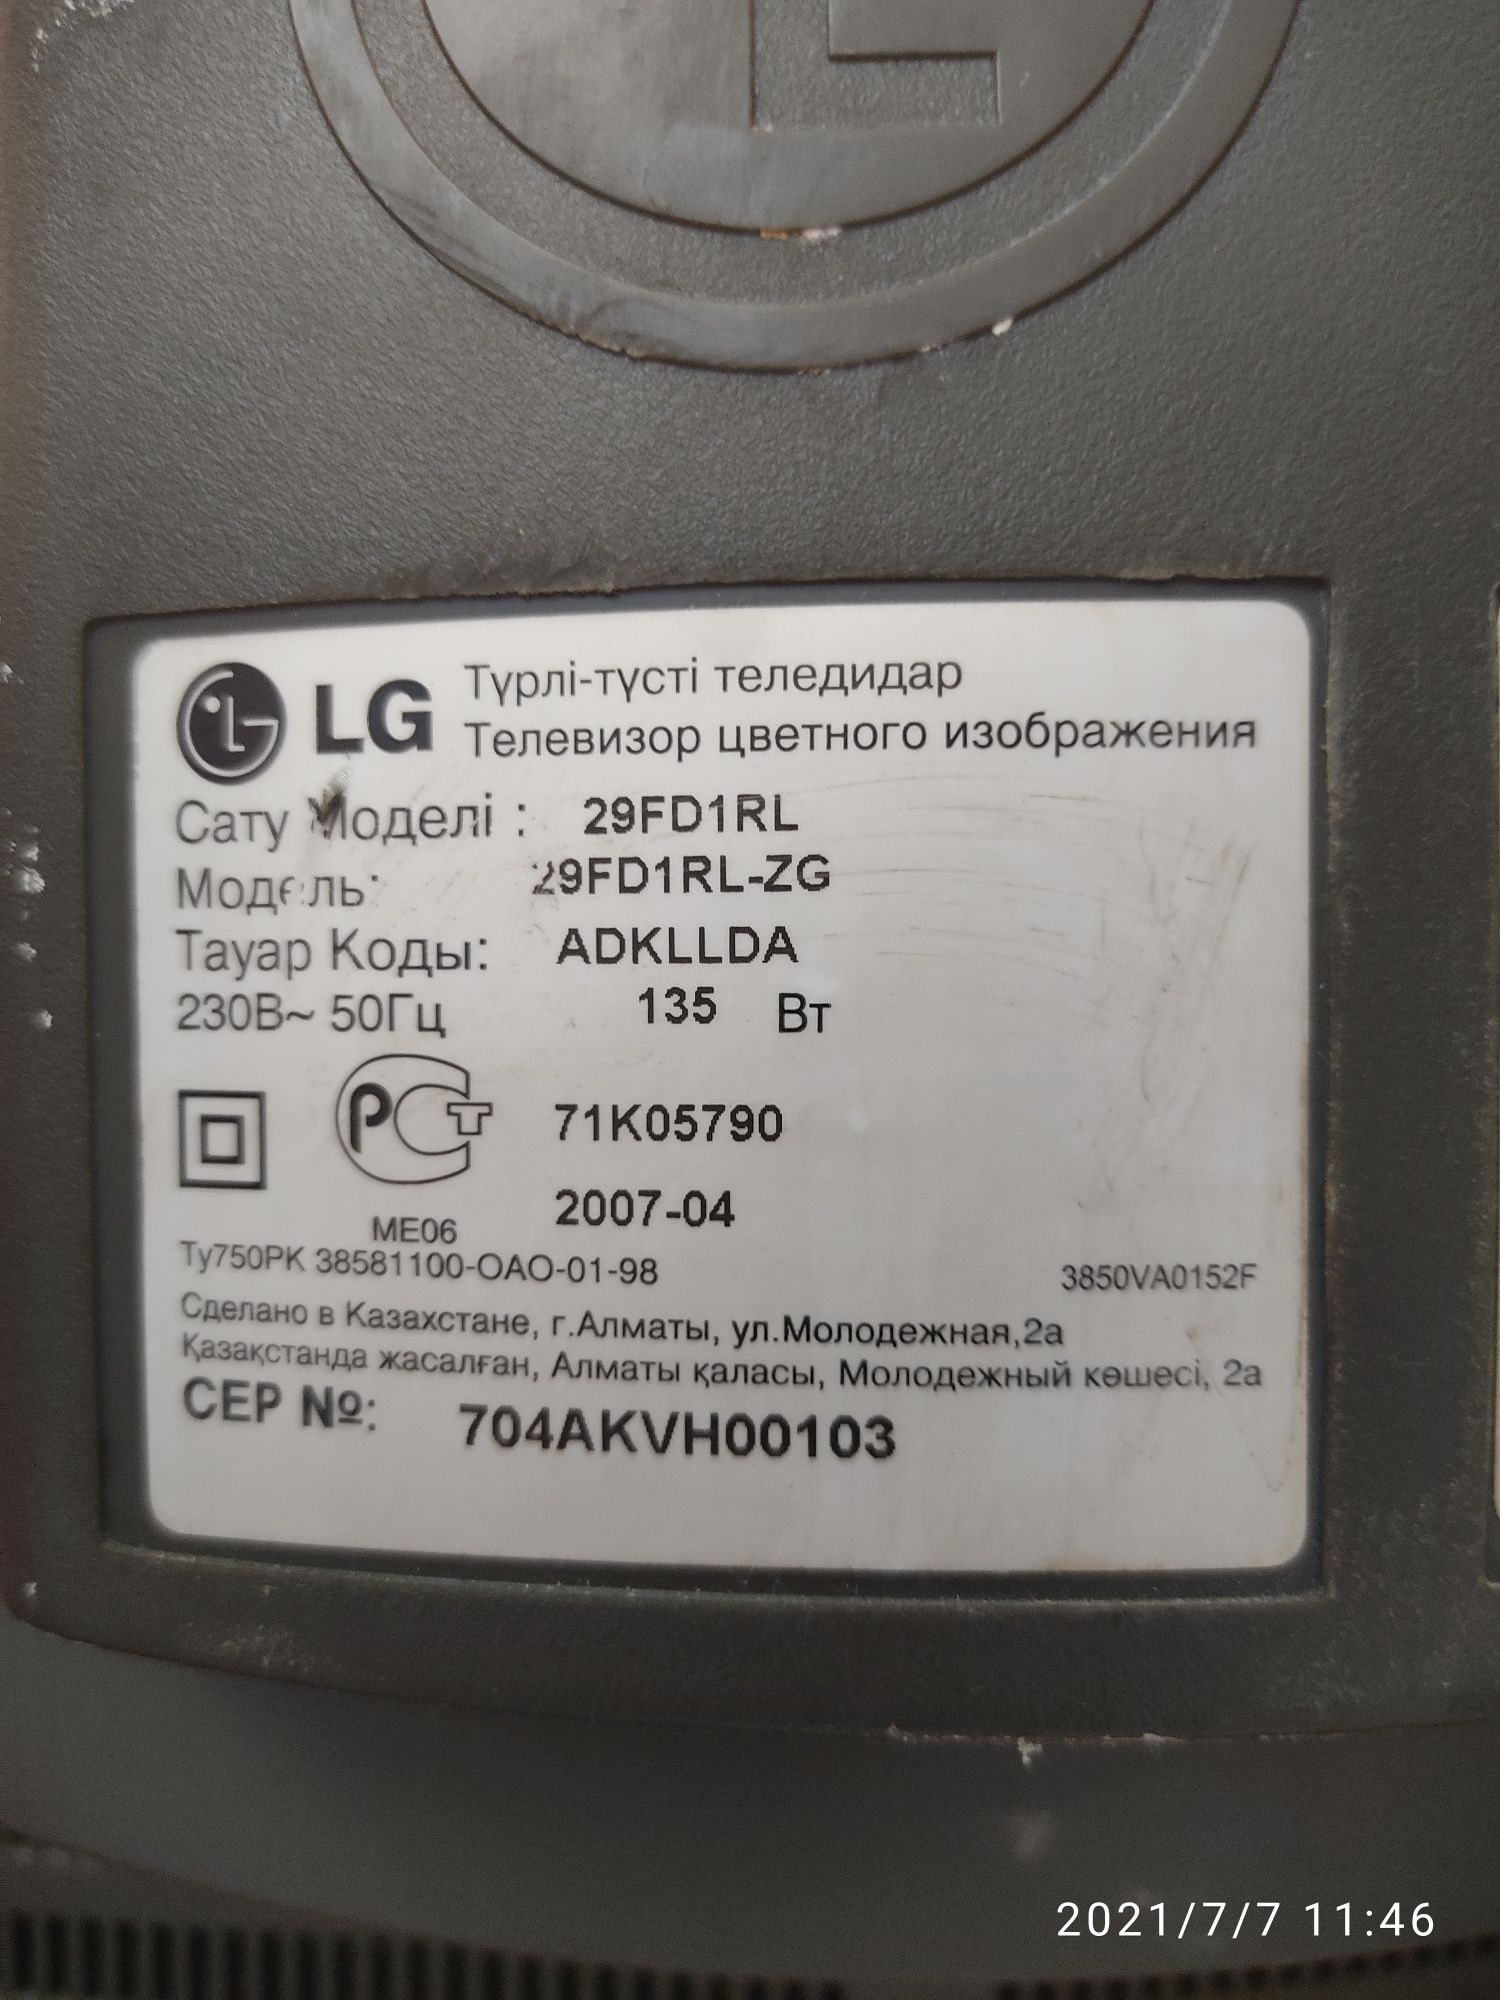 LG Түрлі-түсті теледидар
Телевизор цветного изображения
Сату Моделі : 29FD1RL
Модель: 29FD1RL-ZG
Тауар Коды: ADKLLDA
230В~ 50Гц 135 Вт
РСТ 71K05790
ME06 2007-04
Ту750РК 38581100-ОАО-01-98 3850VA0152F
Сделано в Казахстане, г.Алматы, ул.Молодежная,2а
Қазақстанда жасалған, Алматы қаласы, Молодежный көшесі, 2а
СЕР №: 704AKVH00103
2021/7/7 11:46